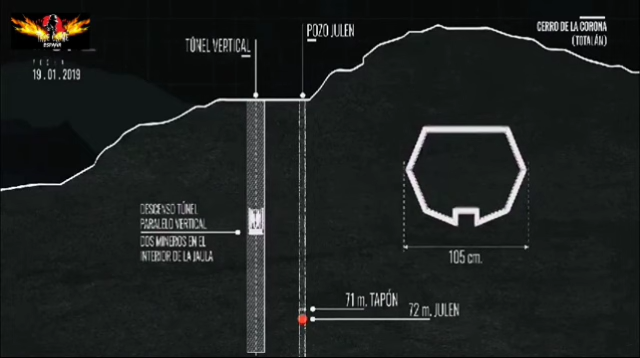 ESPAÑA
19.01.2019
TÚNEL VERTICAL
POZO JULEN
CERRO DE LA CORONA
(TOTALÁN)
DESCENSO TÚNEL
PARALELO VERTICAL
DOS MINEROS EN EL
INTERIOR DE LA JAULA
105 cm.
71 m. TAPÓN
72 m. JULEN